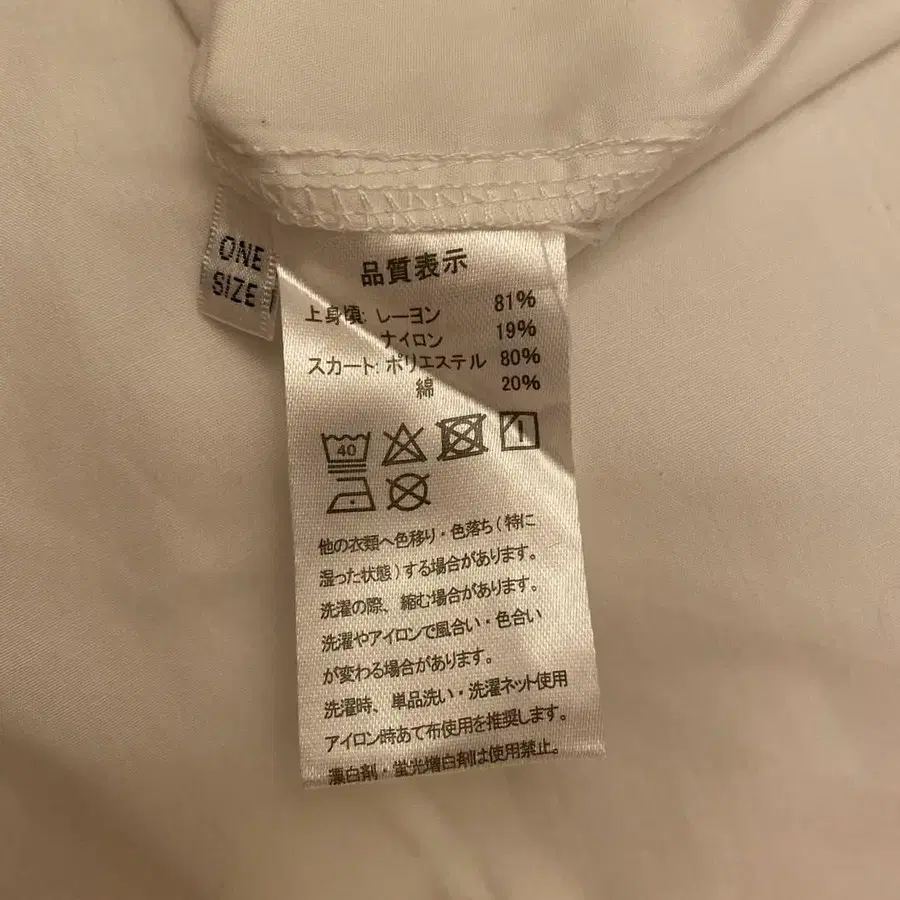 ONE
SIZE
品質表示
上身頃: レーヨン 81%
ナイロン 19%
スカート: ポリエステル 80%
綿 20%
40
他の衣類へ色移り・色落ち(特に
湿った状態)する場合があります。
洗濯の際、縮む場合があります。
洗濯やアイロンで風合い・色合い
が変わる場合があります。
洗濯時、単品洗い・洗濯ネット使用
アイロン時あて布使用を推奨します。
漂白剤・蛍光増白剤は使用禁止。